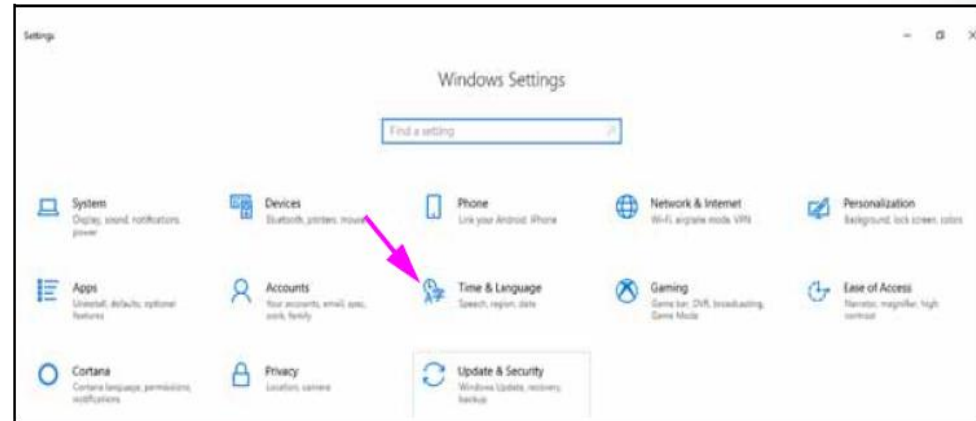 Settings
Windows Settings
Find a setting
System
Display, sound, notifications,
power
Devices
Bluetooth, printers, mouse
Phone
Link your Android, iPhone
Network & Internet
Wi-Fi, airplane mode, VPN
Personalization
Background, lock screen, colors
Apps
Uninstall, defaults, optional
features
Accounts
Your accounts, email, sync,
work, family
Time & Language
Speech, region, date
Gaming
Game bar, DVR, broadcasting,
Game Mode
Ease of Access
Narrator, magnifier, high
contrast
Cortana
Cortana language, permissions,
notifications
Privacy
Location, camera
Update & Security
Windows Update, recovery,
backup